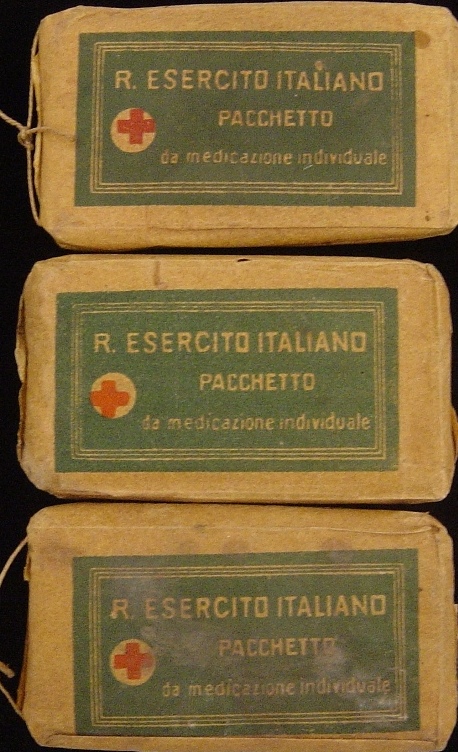 R. ESERCITO ITALIANO
PACCHETTO
da medicazione individuale
R. ESERCITO ITALIANO
PACCHETTO
da medicazione individuale
R. ESERCITO ITALIANO
PACCHETTO
da medicazione individuale